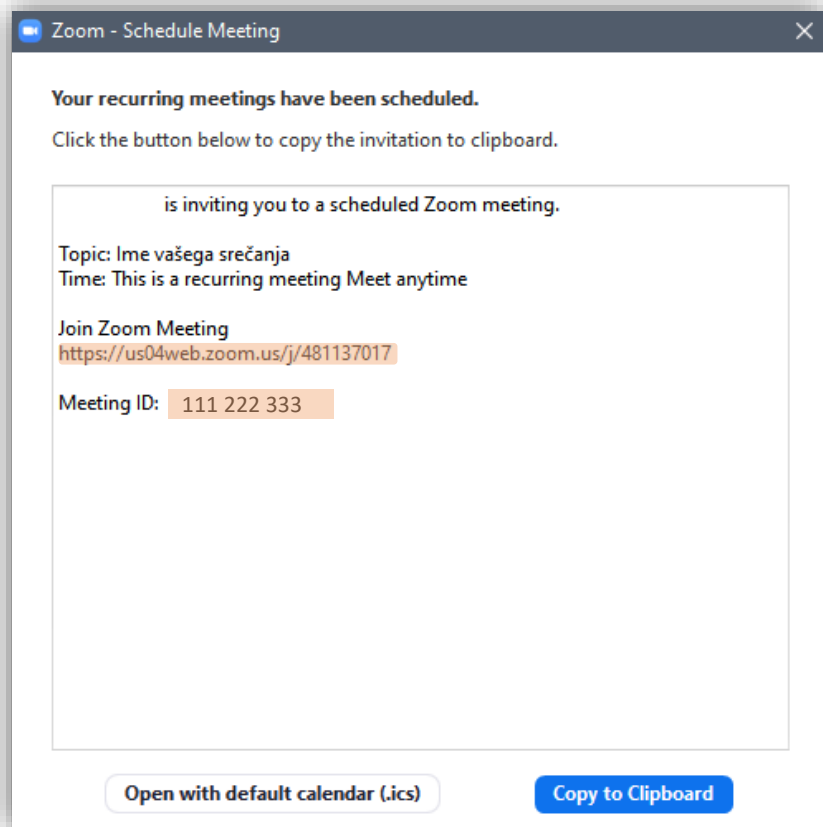 Zoom - Schedule Meeting
Your recurring meetings have been scheduled.
Click the button below to copy the invitation to clipboard.
is inviting you to a scheduled Zoom meeting.
Topic: Ime vašega srečanja
Time: This is a recurring meeting Meet anytime
Join Zoom Meeting
https://us04web.zoom.us/j/481137017
Meeting ID: 111 222 333
Open with default calendar (.ics) Copy to Clipboard